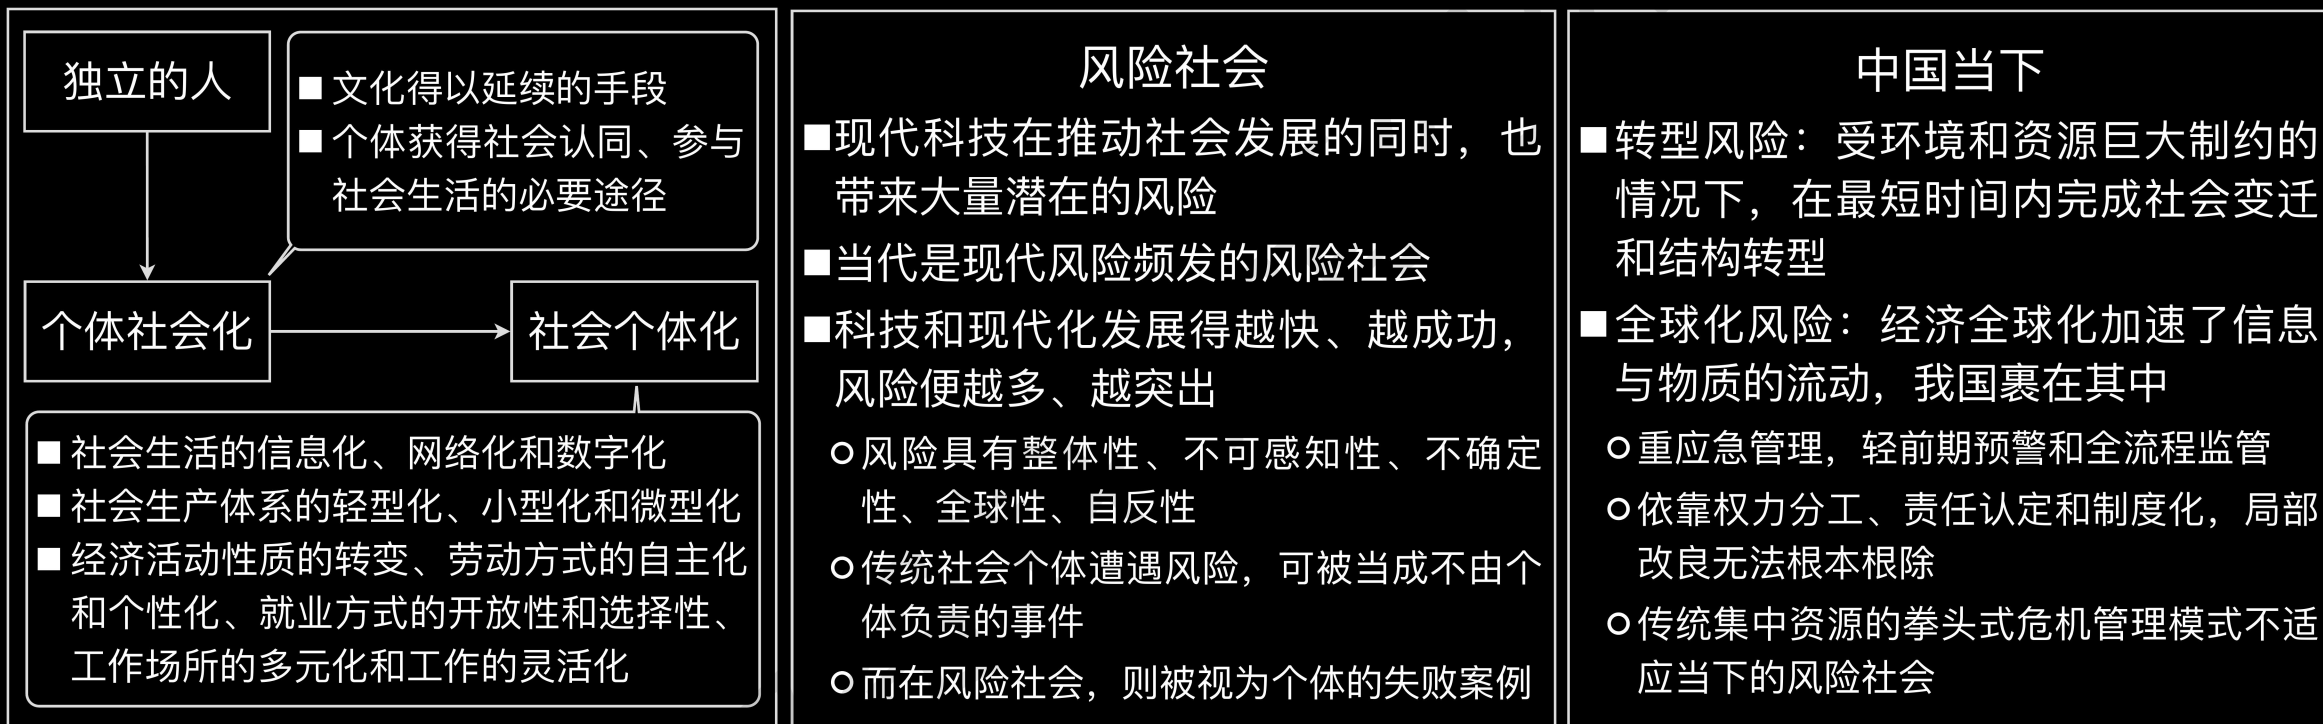 独立的人
■ 文化得以延续的手段
■ 个体获得社会认同、参与
社会生活的必要途径
个体社会化
社会个体化
■ 社会生活的信息化、网络化和数字化
■ 社会生产体系的轻型化、小型化和微型化
■ 经济活动性质的转变、劳动方式的自主化
和个性化、就业方式的开放性和选择性、
工作场所的多元化和工作的灵活化
风险社会
■现代科技在推动社会发展的同时，也
带来大量潜在的风险
■当代是现代风险频发的风险社会
■科技和现代化发展得越快、越成功，
风险便越多、越突出
○风险具有整体性、不可感知性、不确定
性、全球性、自反性
○传统社会个体遭遇风险，可被当成不由个
体负责的事件
○而在风险社会，则被视为个体的失败案例
中国当下
■转型风险：受环境和资源巨大制约的
情况下，在最短时间内完成社会变迁
和结构转型
■全球化风险：经济全球化加速了信息
与物质的流动，我国裹在其中
○重应急管理，轻前期预警和全流程监管
○依靠权力分工、责任认定和制度化，局部
改良无法根本根除
○传统集中资源的拳头式危机管理模式不适
应当下的风险社会